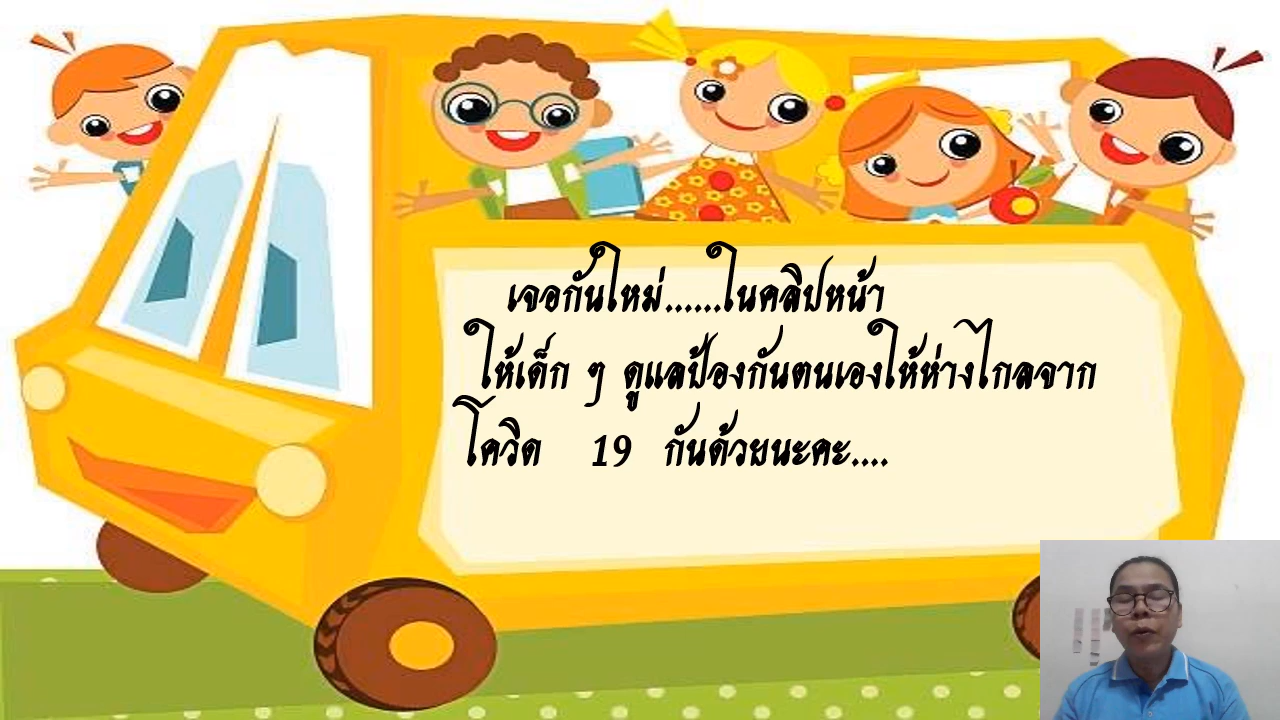 เจอกันใหม่......ในคลิปหน้า
ให้เด็ก ๆ ดูแลป้องกันตนเองให้ห่างไกลจาก
โควิด 19 กันด้วยนะคะ....